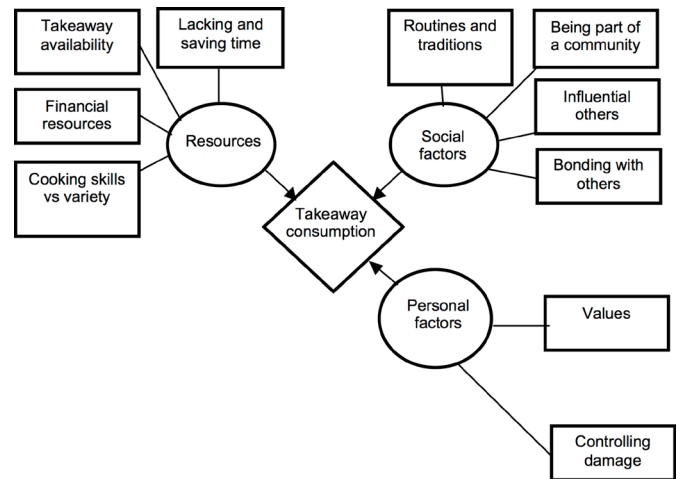 Takeaway
availability
Lacking and
saving time
Routines and
traditions
Being part of
a community
Financial
resources
Resources
Social
factors
Influential
others
Cooking skills
vs variety
Bonding with
others
Takeaway
consumption
Personal
factors
Values
Controlling
damage